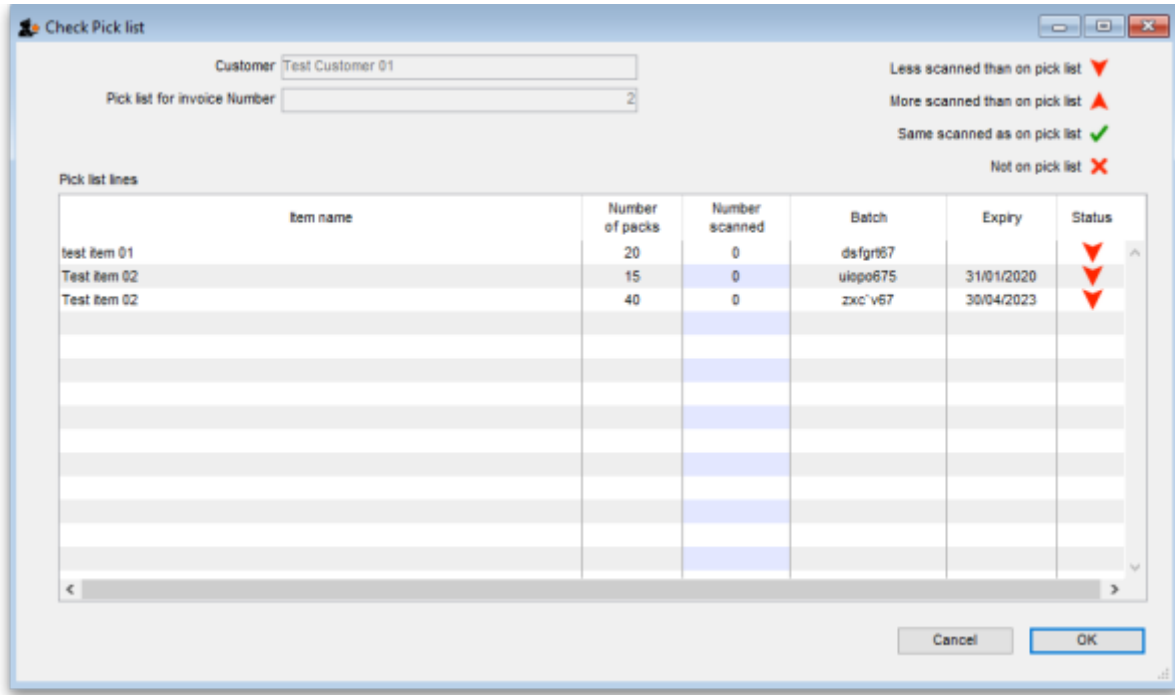 Check Pick list
Customer Test Customer 01
Pick list for invoice Number 2
Less scanned than on pick list
More scanned than on pick list
Same scanned as on pick list
Not on pick list
Pick list lines
Item name Number of packs Number scanned Batch Expiry Status
test item 01 20 0 dsfgrt67
Test item 02 15 0 uiopo675 31/01/2020
Test item 02 40 0 zxc`v67 30/04/2023
Cancel OK